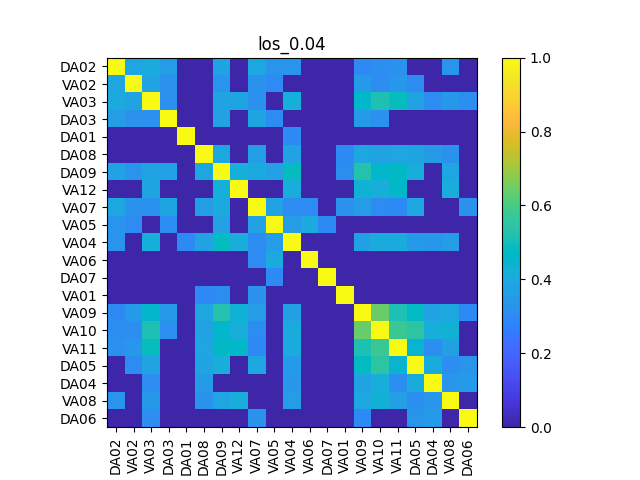 los_0.04
DA02
VA02
VA03
DA03
DA01
DA08
DA09
VA12
VA07
VA05
VA04
VA06
DA07
VA01
VA09
VA10
VA11
DA05
DA04
VA08
DA06
DA02
VA02
VA03
DA03
DA01
DA08
DA09
VA12
VA07
VA05
VA04
VA06
DA07
VA01
VA09
VA10
VA11
DA05
DA04
VA08
DA06
1.0
0.8
0.6
0.4
0.2
0.0